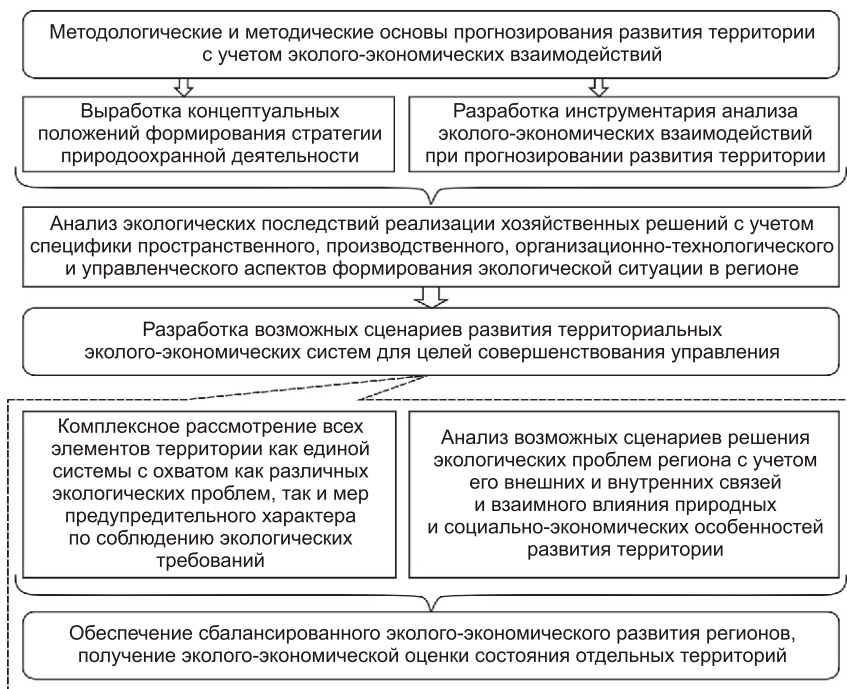 Методологические и методические основы прогнозирования развития территории
с учетом эколого-экономических взаимодействий
Выработка концептуальных
положений формирования стратегии
природоохранной деятельности
Разработка инструментария анализа
эколого-экономических взаимодействий
при прогнозировании развития территории
Анализ экологических последствий реализации хозяйственных решений с учетом
специфики пространственного, производственного, организационно-технологического
и управленческого аспектов формирования экологической ситуации в регионе
Разработка возможных сценариев развития территориальных
эколого-экономических систем для целей совершенствования управления
Комплексное рассмотрение всех
элементов территории как единой
системы с охватом как различных
экологических проблем, так и мер
предупредительного характера
по соблюдению экологических
требований
Анализ возможных сценариев решения
экологических проблем региона с учетом
его внешних и внутренних связей
и взаимного влияния природных
и социально-экономических особенностей
развития территории
Обеспечение сбалансированного эколого-экономического развития регионов,
получение эколого-экономической оценки состояния отдельных территорий